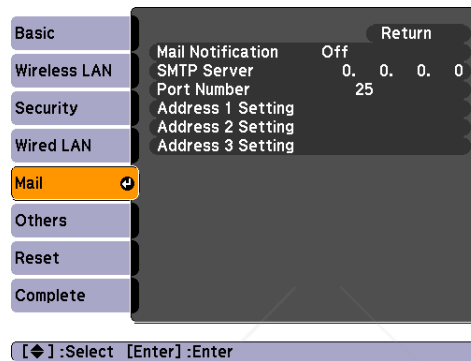 Basic
Wireless LAN
Security
Wired LAN
Mail
Others
Reset
Complete
Return
Mail Notification Off
SMTP Server 0. 0. 0. 0
Port Number 25
Address 1 Setting
Address 2 Setting
Address 3 Setting
[◆] :Select [Enter] :Enter